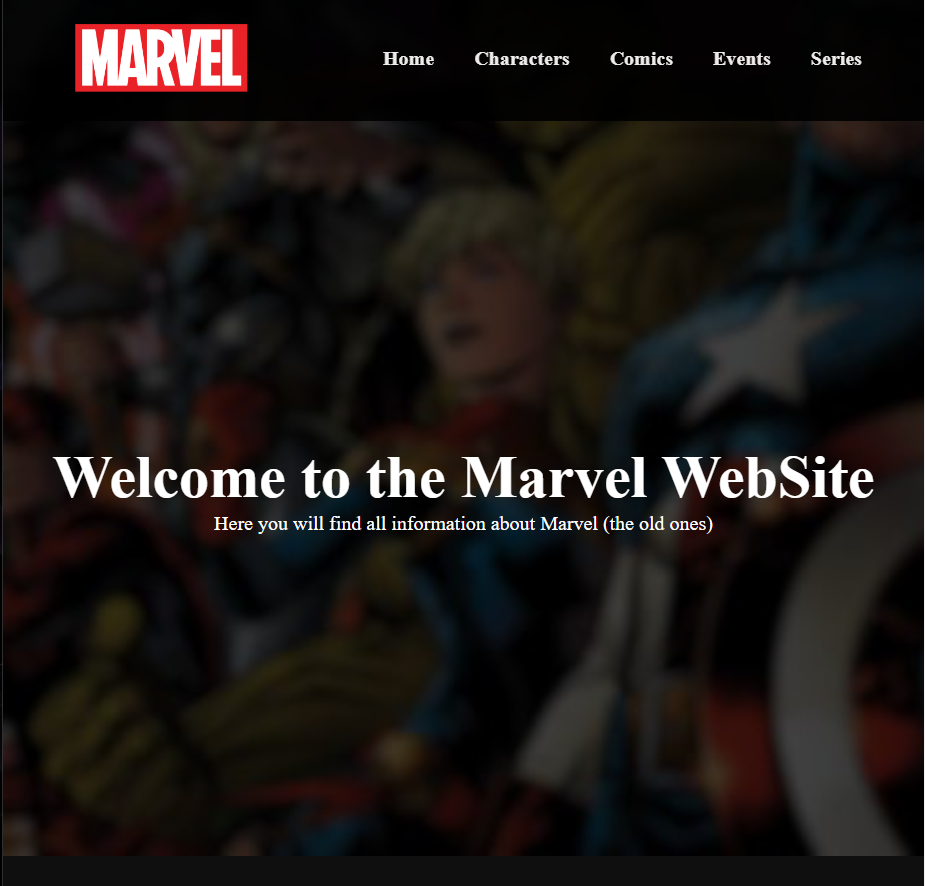 MARVEL
Home Characters Comics Events Series
Welcome to the Marvel WebSite
Here you will find all information about Marvel (the old ones)